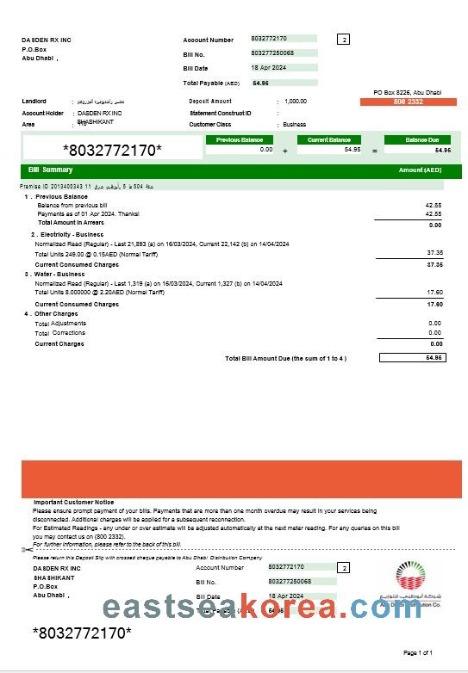 DASDEN RX INC
P.O.Box
Abu Dhabi ,
Account Number 8032772170 2
Bill No. 803277250068
Bill Date 18 Apr 2024
Total Payable (AED) 54.95
PO Box 8226, Abu Dhabi
800 2332
Landlord :
Deposit Amount : 1,000.00
Account Holder : DASDEN RX INC
SHASHIKANT
Statement Construct ID :
Area :
Customer Class : Business
*8032772170*
Previous Balance Current Balance Balance Due
0.00 + 54.95 = 54.95
Bill Summary Amount (AED)
Premise ID 2013400343
1 . Previous Balance
Balance from previous bill 42.55
Payments as of 01 Apr 2024. Thanks! 42.55
Total Amount in Arrears 0.00
2 . Electricity - Business
Normalized Read (Regular) - Last 21,893 (a) on 16/03/2024, Current 22,142 (b) on 14/04/2024
Total Units 249.00 @ 0.15AED (Normal Tariff) 37.35
Current Consumed Charges 37.35
3 . Water - Business
Normalized Read (Regular) - Last 1,319 (a) on 16/03/2024, Current 1,327 (b) on 14/04/2024
Total Units 8.000000 @ 2.20AED (Normal Tariff) 17.60
Current Consumed Charges 17.60
4 . Other Charges
Total Adjustments 0.00
Total Corrections 0.00
Current Charges 0.00
Total Bill Amount Due (the sum of 1 to 4 ) 54.95
Important Customer Notice
Please ensure prompt payment of your bills. Payments that are more than one month overdue may result in your services being
disconnected. Additional charges will be applied for a subsequent reconnection.
For Estimated Readings - any under or over estimate will be adjusted automatically at the next meter reading. For any queries on this bill
you may contact us on (800 2332).
For further information, please refer to the back of this bill.
Please return this Deposit Slip with crossed cheque payable to Abu Dhabi Distribution Company
DASDEN RX INC
SHASHIKANT
P.O.Box
Abu Dhabi ,
Account Number 8032772170 2
Bill No. 803277250068
Bill Date 18 Apr 2024
شركة أبوظبي للتوزيع
Abu Dhabi Distribution Co.
eastseakorea.com
*8032772170*
Page 1 of 1